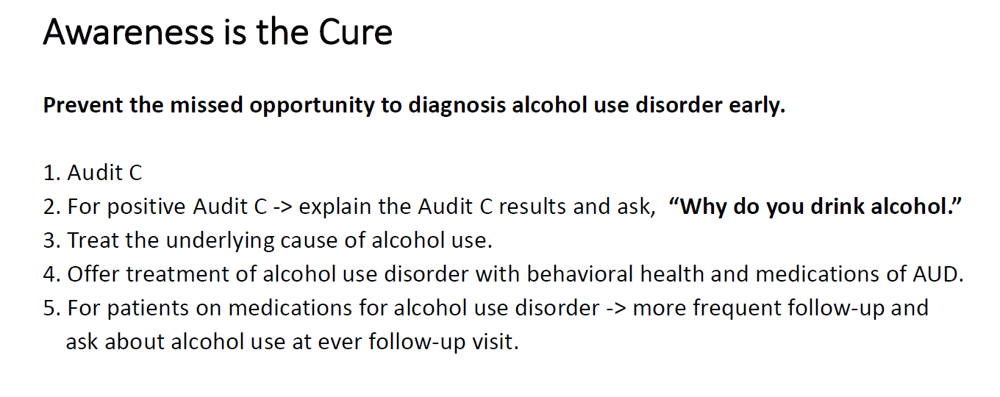 Awareness is the Cure
Prevent the missed opportunity to diagnosis alcohol use disorder early.
1. Audit C
2. For positive Audit C -> explain the Audit C results and ask,  “Why do you drink alcohol.”
3. Treat the underlying cause of alcohol use.
4. Offer treatment of alcohol use disorder with behavioral health and medications of AUD.
5. For patients on medications for alcohol use disorder -> more frequent follow-up and
ask about alcohol use at ever follow-up visit.